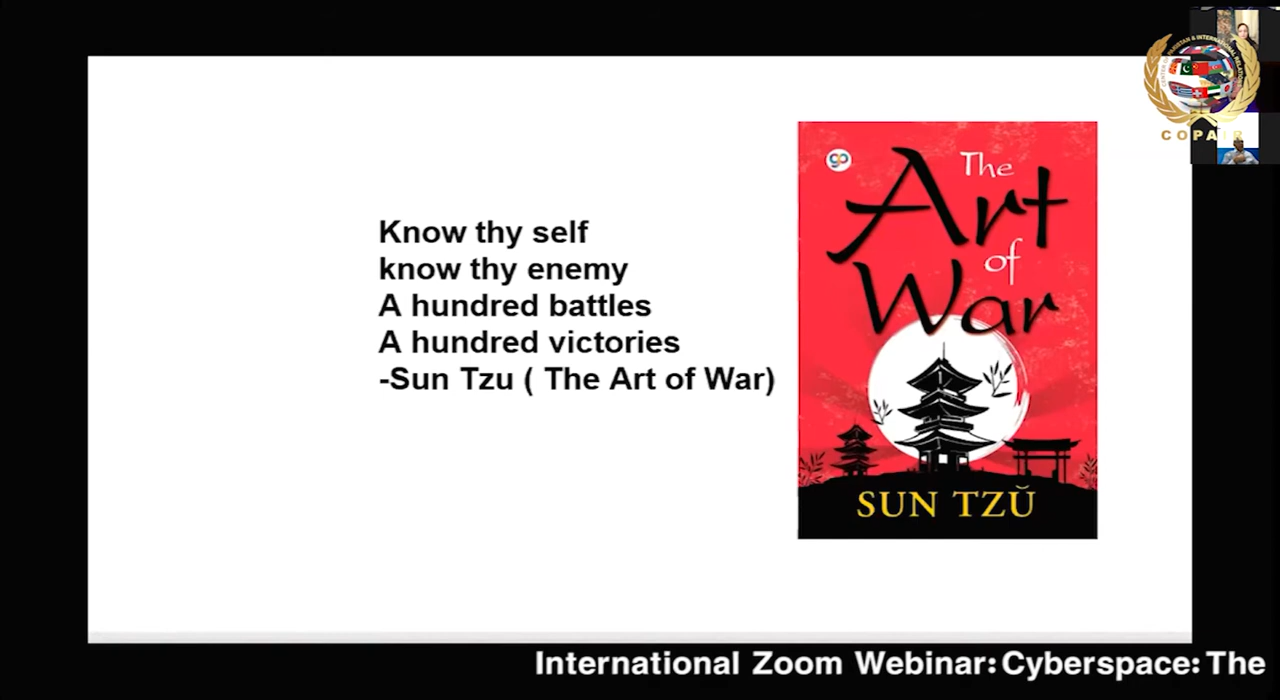 Know thy self
know thy enemy
A hundred battles
A hundred victories
-Sun Tzu ( The Art of War)
go
The
Art
of
War
SUN TZŬ
COPAIR
International Zoom Webinar: Cyberspace: The